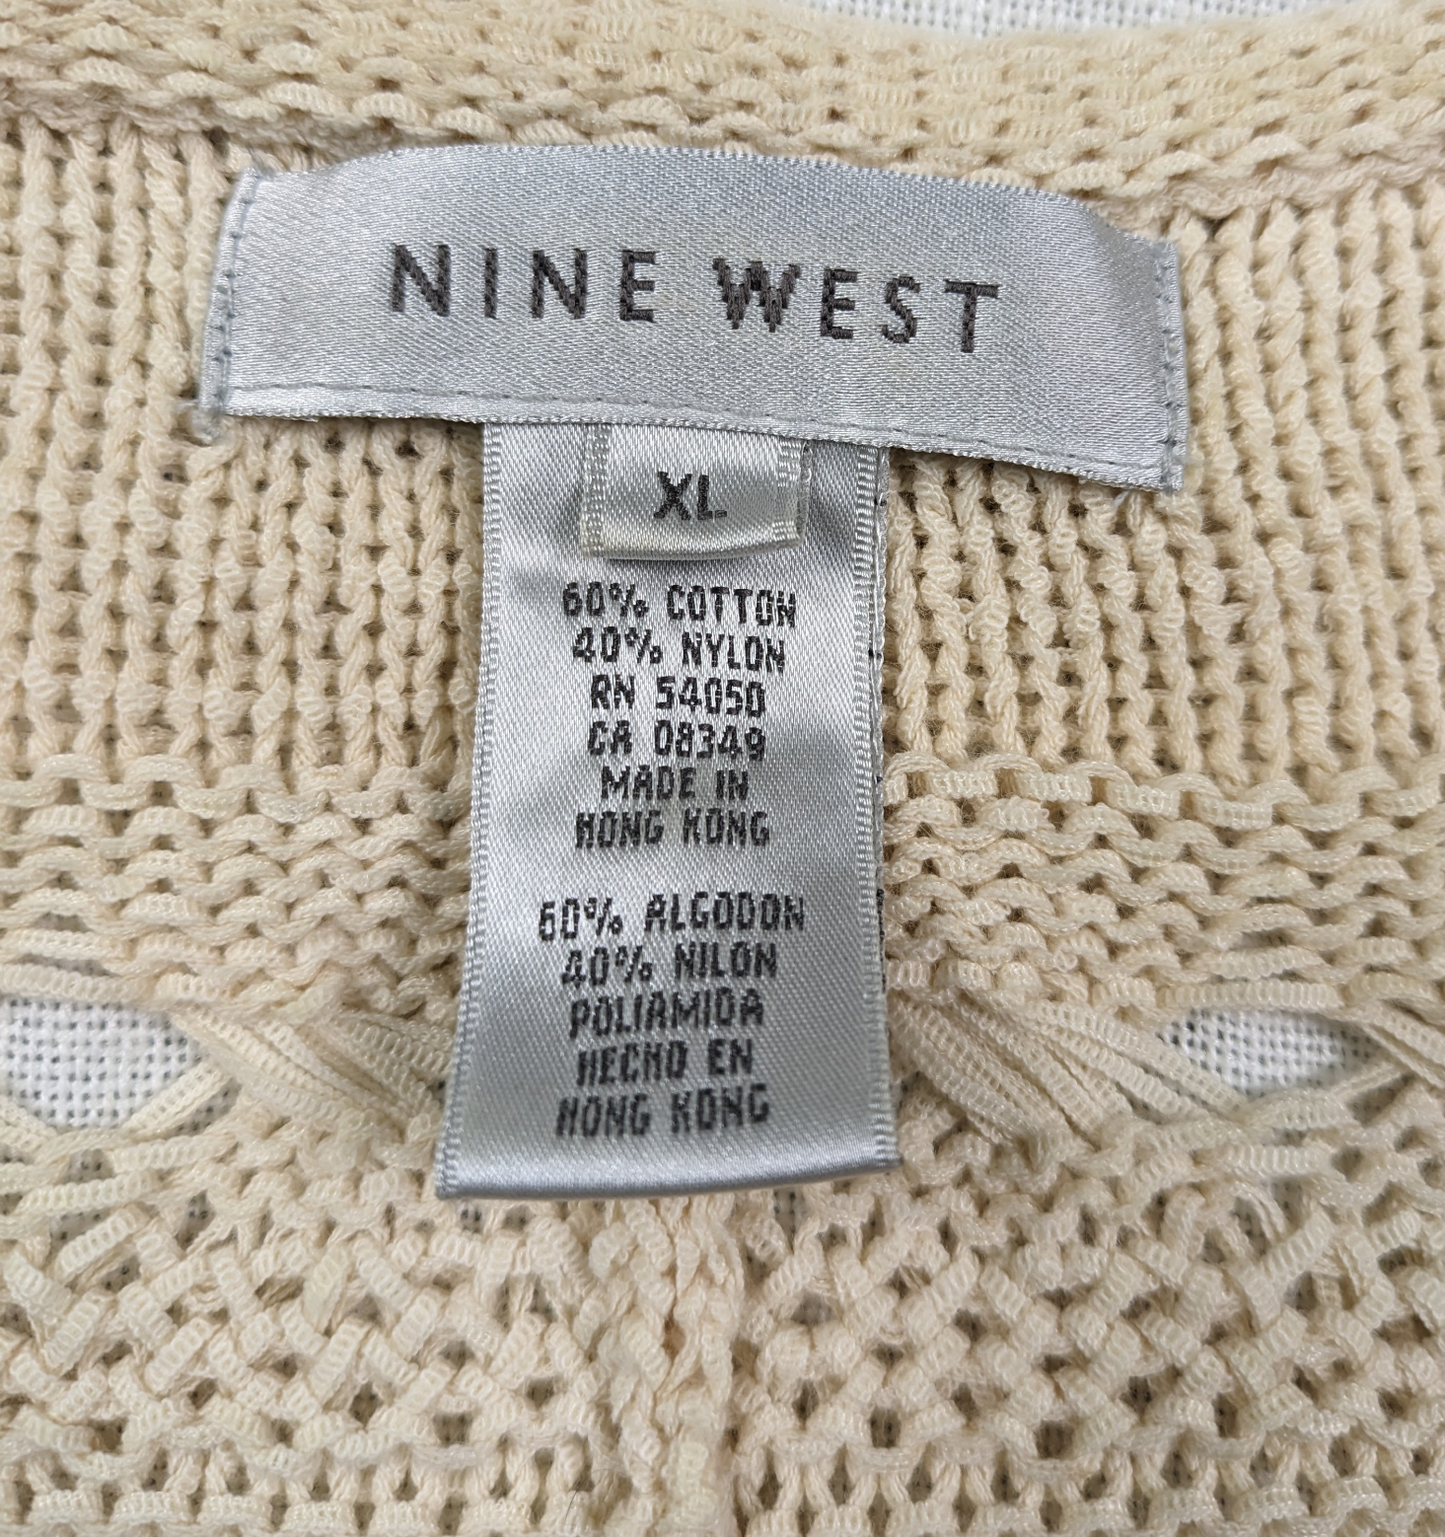 NINE WEST
XL
60% COTTON
40% NYLON
RN 54050
CA 08349
MADE IN
HONG KONG
60% ALGODON
40% NILON
POLIAMIDA
HECHO EN
HONG KONG